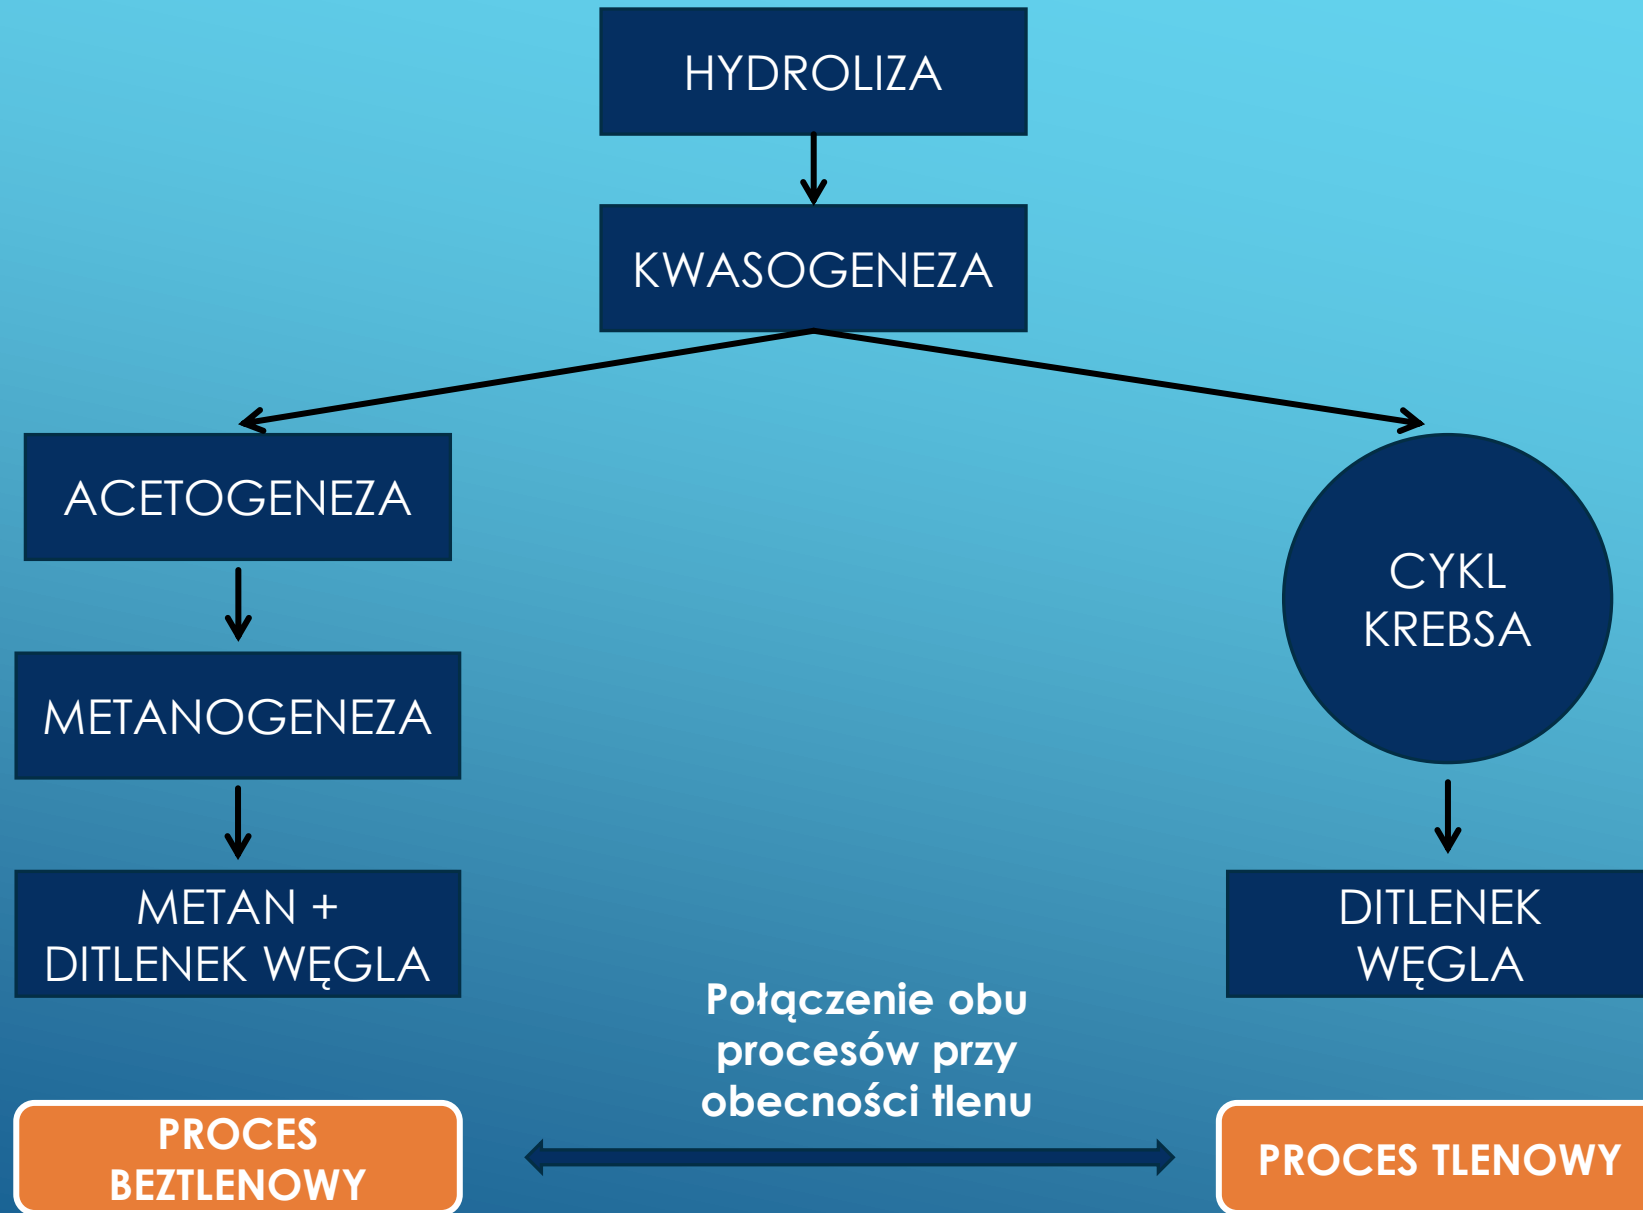 HYDROLIZA
KWASOGENEZA
ACETOGENEZA
CYKL
KREBSA
METANOGENEZA
METAN +
DITLENEK WĘGLA
DITLENEK
WĘGLA
Połączenie obu
procesów przy
obecności tlenu
PROCES
BEZTLENOWY
PROCES TLENOWY